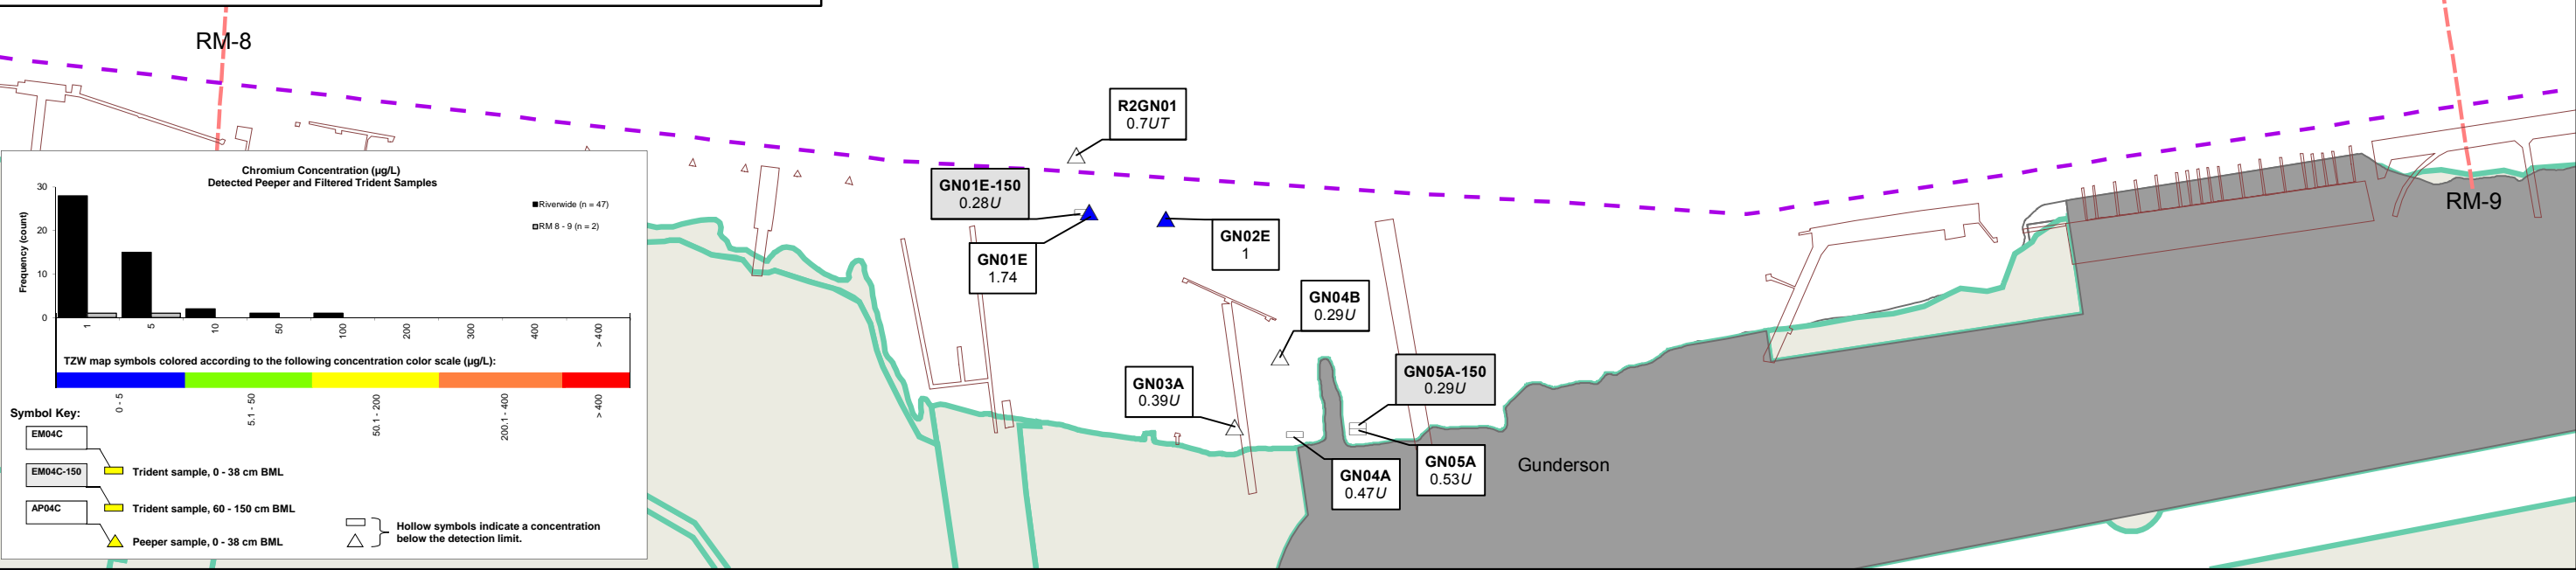 RM-8
RM-9
R2GN01
0.7UT
GN01E-150
0.28U
GN01E
1.74
GN02E
1
GN04B
0.29U
GN03A
0.39U
GN05A-150
0.29U
GN04A
0.47U
GN05A
0.53U
Gunderson
Chromium Concentration (µg/L)
Detected Peeper and Filtered Trident Samples
Frequency (count)
30
20
10
0
Riverwide (n = 47)
RM 8 - 9 (n = 2)
1
5
10
50
100
200
300
400
> 400
TZW map symbols colored according to the following concentration color scale (µg/L):
0 - 5
5.1 - 50
50.1 - 200
200.1 - 400
> 400
Symbol Key:
EM04C
Trident sample, 0 - 38 cm BML
EM04C-150
Trident sample, 60 - 150 cm BML
AP04C
Peeper sample, 0 - 38 cm BML
Hollow symbols indicate a concentration
below the detection limit.